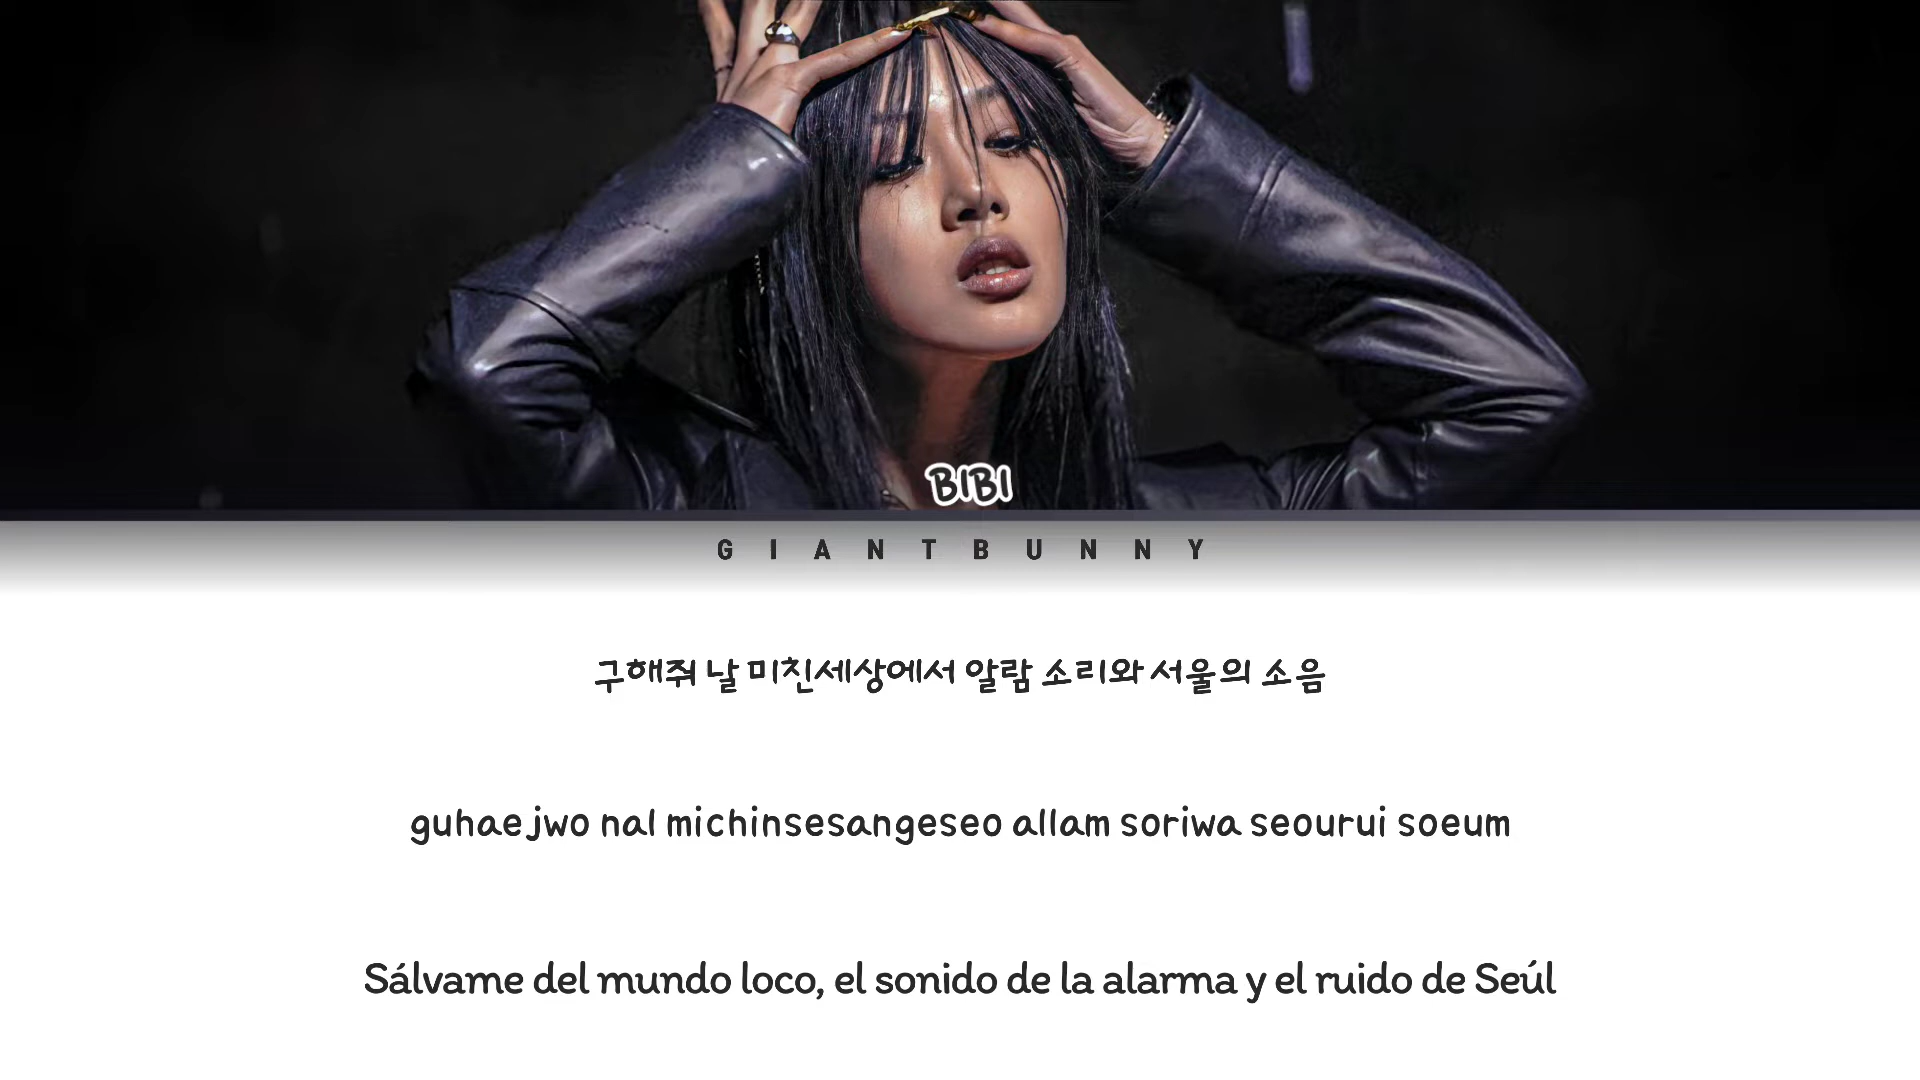 BIBI
GIANTBUNNY
구해줘 날 미친세상에서 알람 소리와 서울의 소음
guhaejwo nal michinsesangeseo allam soriwa seourui soeum
Sálvame del mundo loco, el sonido de la alarma y el ruido de Seúl